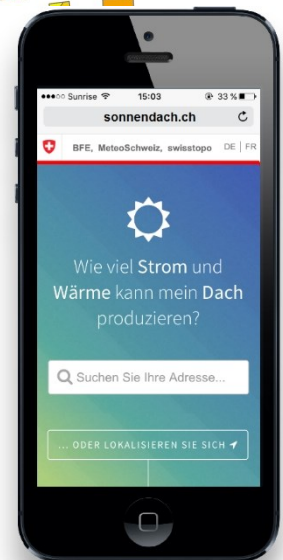 Sunrise 15:03 33 %
sonnendach.ch
BFE, MeteoSchweiz, swisstopo DE | FR
Wie viel Strom und
Wärme kann mein Dach
produzieren?
Suchen Sie Ihre Adresse...
... ODER LOKALISIEREN SIE SICH